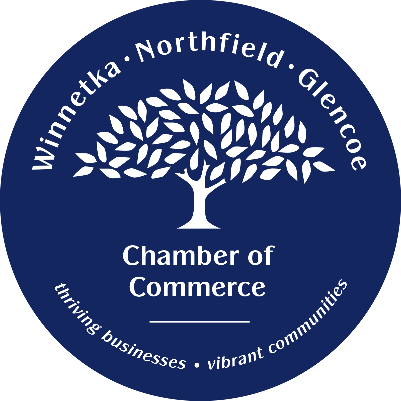 Winnetka · Northfield · Glencoe
Chamber of
Commerce
thriving businesses • vibrant communities